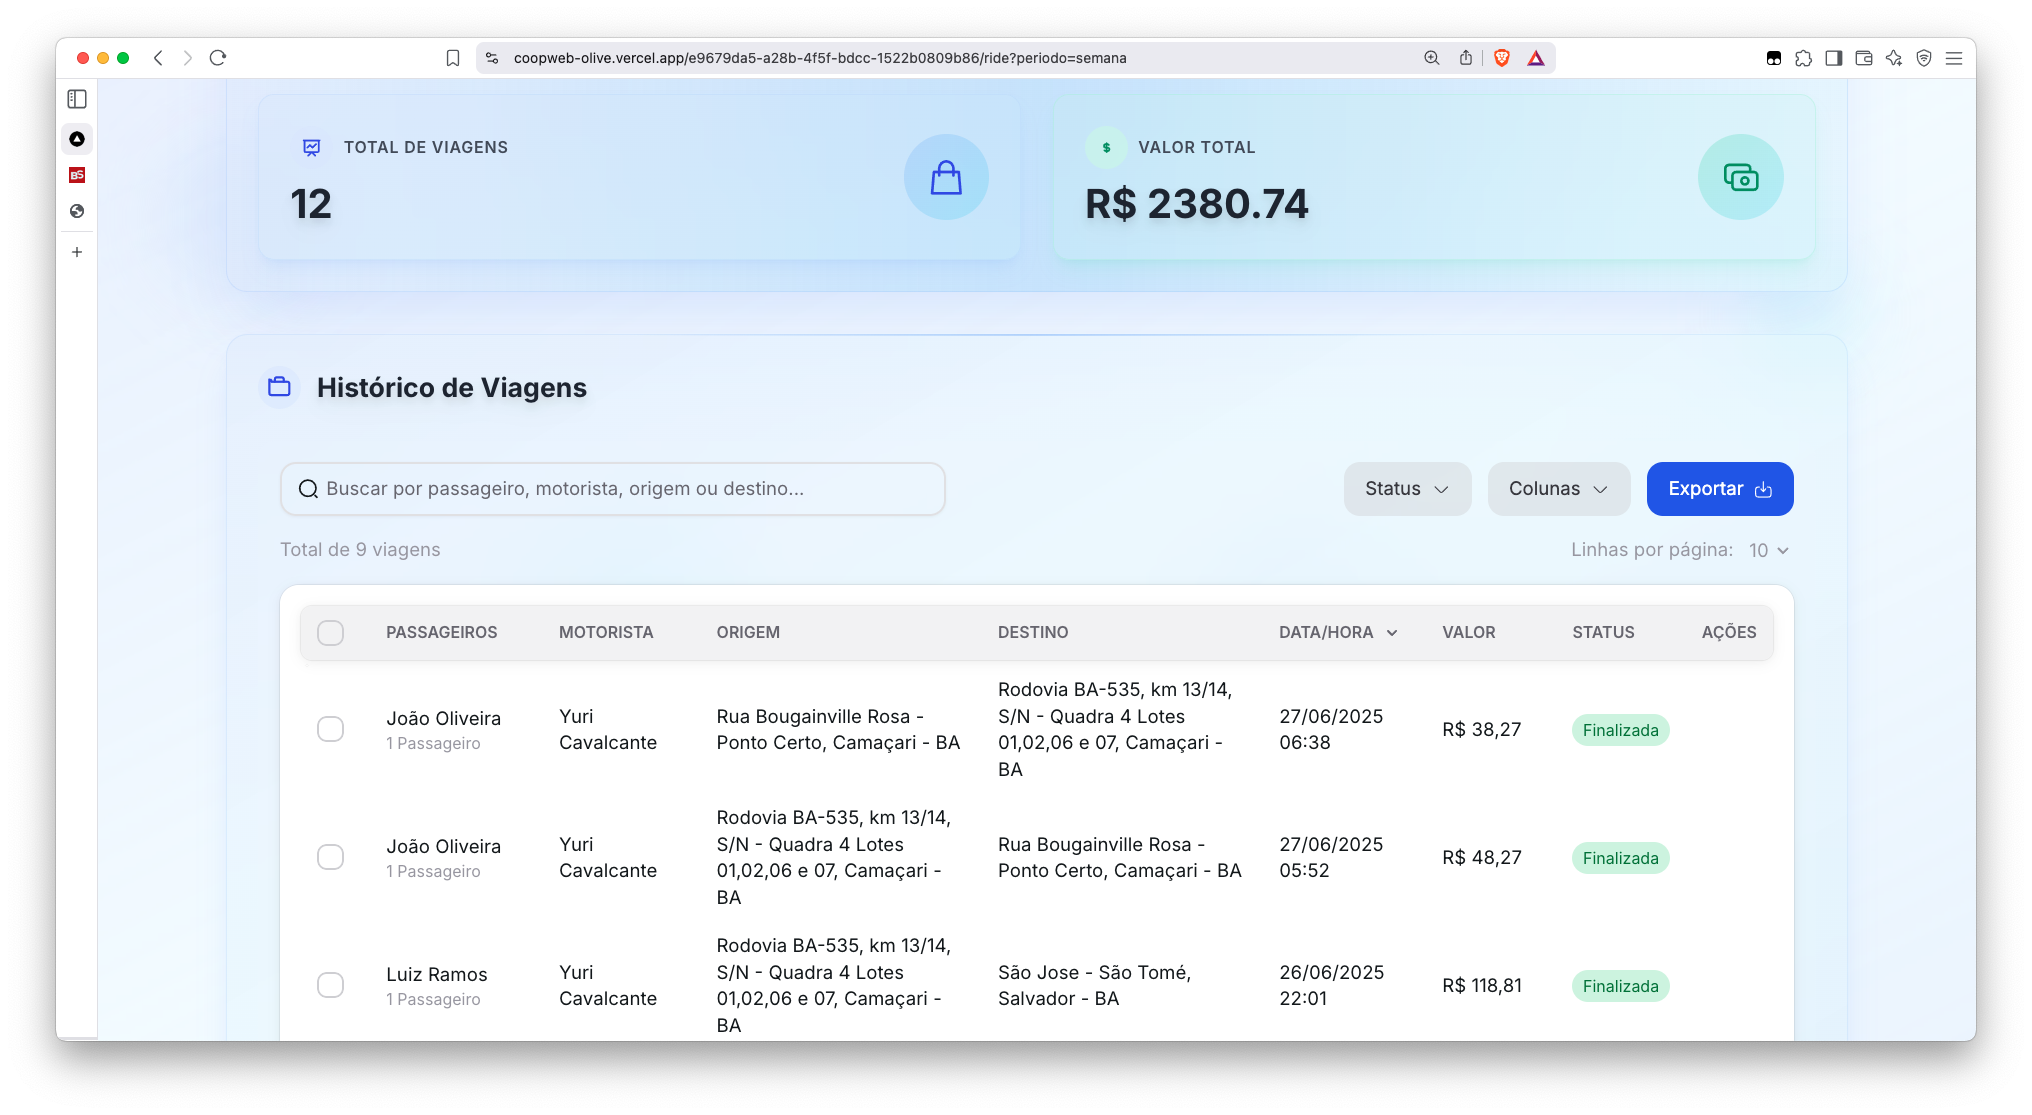 coopweb-olive.vercel.app/e9679da5-a28b-4f5f-bdcc-1522b0809b86/ride?periodo=semana
BS
TOTAL DE VIAGENS
12
$ VALOR TOTAL
R$ 2380.74
Histórico de Viagens
Buscar por passageiro, motorista, origem ou destino...
Status
Colunas
Exportar
Total de 9 viagens
Linhas por página: 10
PASSAGEIROS MOTORISTA ORIGEM DESTINO DATA/HORA VALOR STATUS AÇÕES
João Oliveira
1 Passageiro
Yuri
Cavalcante
Rua Bougainville Rosa -
Ponto Certo, Camaçari - BA
Rodovia BA-535, km 13/14,
S/N - Quadra 4 Lotes
01,02,06 e 07, Camaçari -
BA
27/06/2025
06:38
R$ 38,27
Finalizada
João Oliveira
1 Passageiro
Yuri
Cavalcante
Rodovia BA-535, km 13/14,
S/N - Quadra 4 Lotes
01,02,06 e 07, Camaçari -
BA
Rua Bougainville Rosa -
Ponto Certo, Camaçari - BA
27/06/2025
05:52
R$ 48,27
Finalizada
Luiz Ramos
1 Passageiro
Yuri
Cavalcante
Rodovia BA-535, km 13/14,
S/N - Quadra 4 Lotes
01,02,06 e 07, Camaçari -
BA
São Jose - São Tomé,
Salvador - BA
26/06/2025
22:01
R$ 118,81
Finalizada